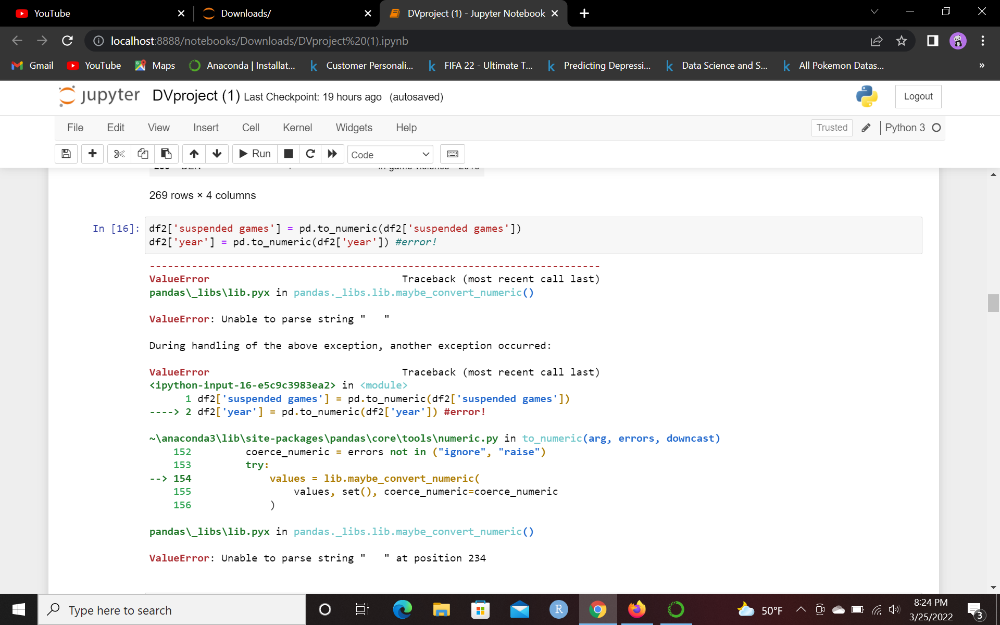 YouTube
Downloads/
DVproject (1) - Jupyter Notebook
localhost:8888/notebooks/Downloads/DVproject%20(1).ipynb
Gmail YouTube Maps Anaconda | Installat... Customer Personali... FIFA 22 - Ultimate T... Predicting Depressi... Data Science and S... All Pokemon Datas... »
jupyter DVproject (1) Last Checkpoint: 19 hours ago (autosaved) Logout
File Edit View Insert Cell Kernel Widgets Help Trusted Python 3
Run Code
269 rows × 4 columns
In [16]: df2['suspended games'] = pd.to_numeric(df2['suspended games'])
df2['year'] = pd.to_numeric(df2['year']) #error!
---------------------------------------------------------------------------
ValueError                                Traceback (most recent call last)
pandas\_libs\lib.pyx in pandas._libs.lib.maybe_convert_numeric()
ValueError: Unable to parse string "   "
During handling of the above exception, another exception occurred:
ValueError                                Traceback (most recent call last)
<ipython-input-16-e5c9c3983ea2> in <module>
      1 df2['suspended games'] = pd.to_numeric(df2['suspended games'])
----> 2 df2['year'] = pd.to_numeric(df2['year']) #error!
~\anaconda3\lib\site-packages\pandas\core\tools\numeric.py in to_numeric(arg, errors, downcast)
    152         coerce_numeric = errors not in ("ignore", "raise")
    153         try:
--> 154             values = lib.maybe_convert_numeric(
    155                 values, set(), coerce_numeric=coerce_numeric
    156             )
pandas\_libs\lib.pyx in pandas._libs.lib.maybe_convert_numeric()
ValueError: Unable to parse string "   " at position 234
Type here to search
R
50°F
8:24 PM
3/25/2022
3